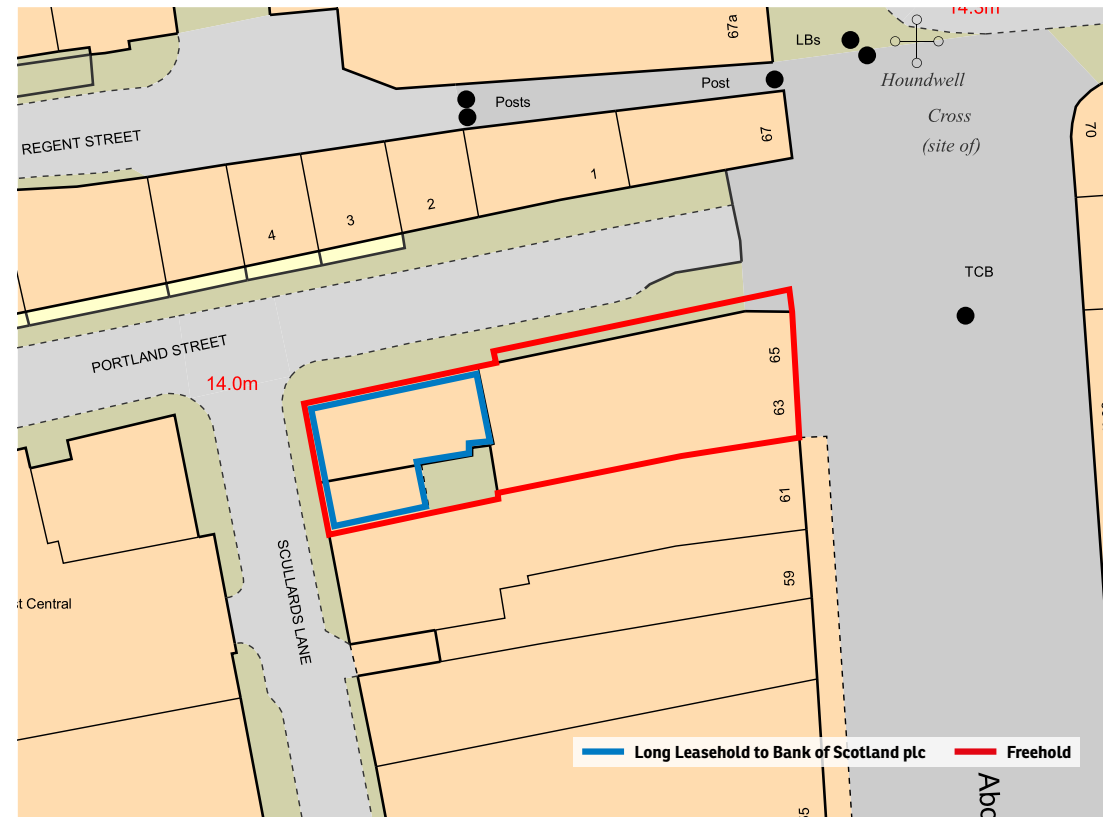 14.3m
67a
LBs
Houndwell
Post
Posts
Cross
(site of)
REGENT STREET
67
70
1
2
3
4
TCB
PORTLAND STREET
14.0m
65
63
61
59
SCULLARDS LANE
st Central
Long Leasehold to Bank of Scotland plc
Freehold
Abo